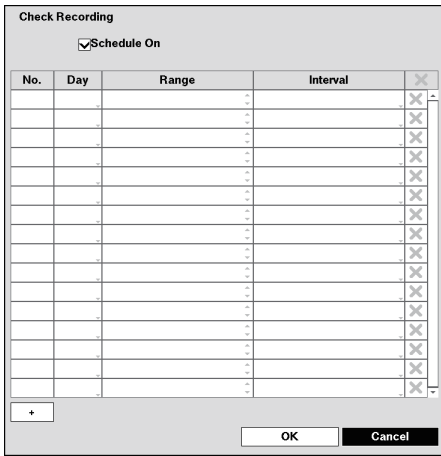 Check Recording
Schedule On
No. Day Range Interval
+
OK Cancel